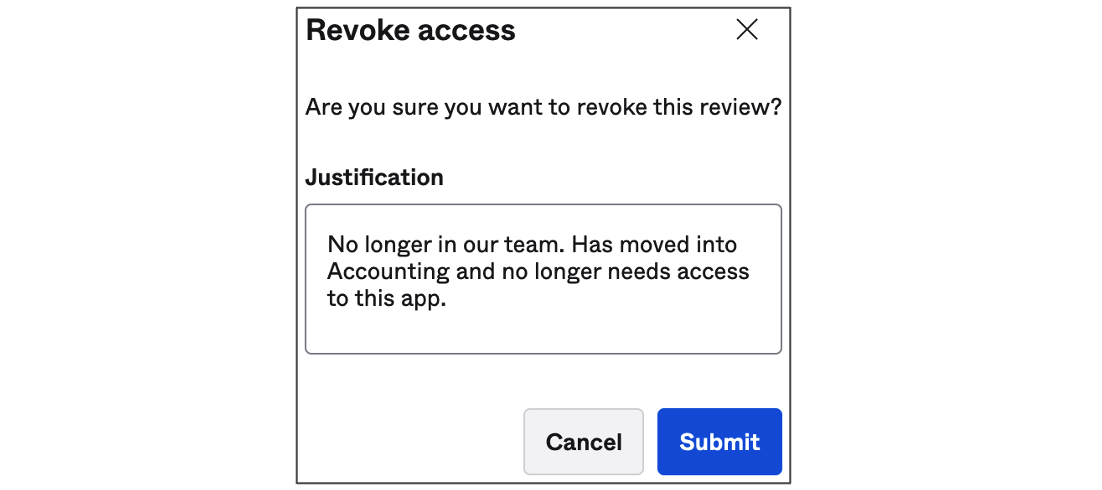 Revoke access
Are you sure you want to revoke this review?
Justification
No longer in our team. Has moved into
Accounting and no longer needs access
to this app.
Cancel
Submit